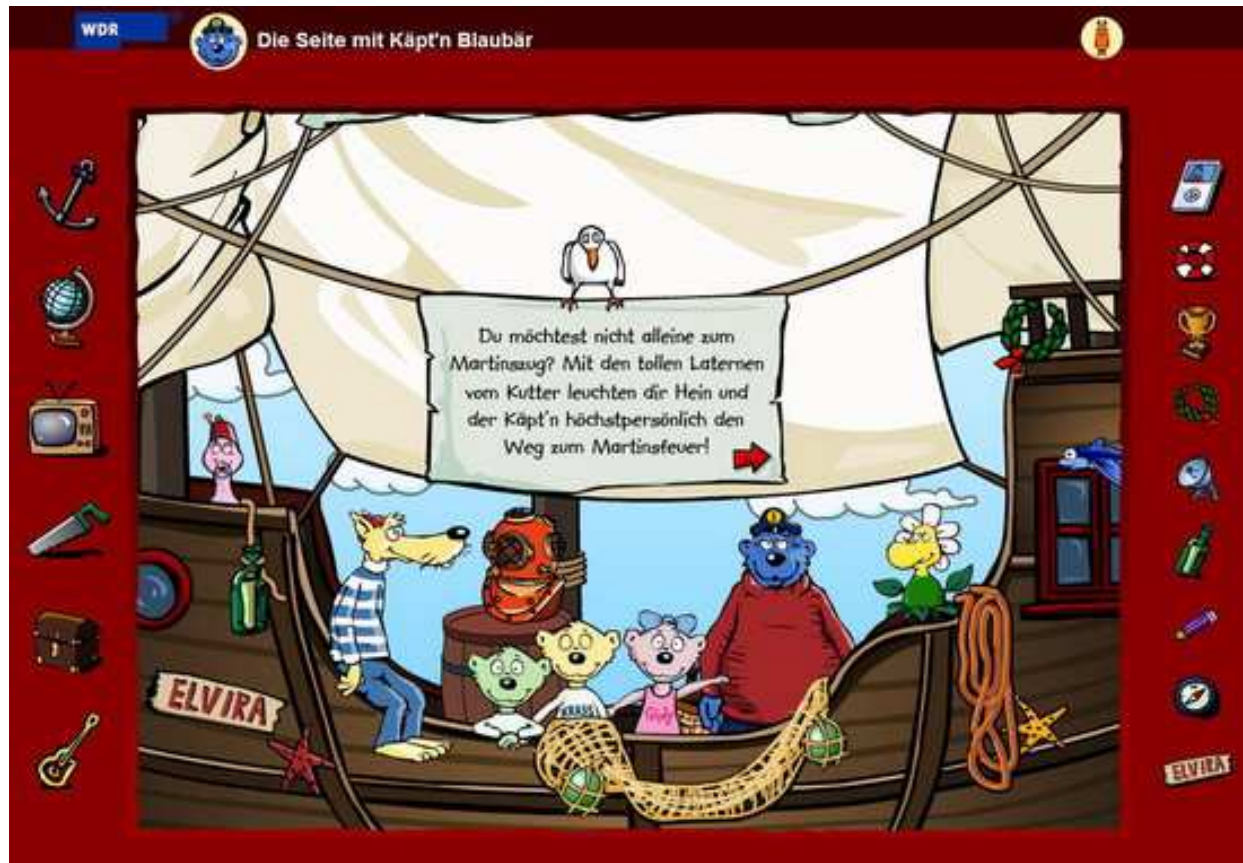 WDR
Die Seite mit Käpt'n Blaubär
Du möchtest nicht alleine zum
Martinszug? Mit den tollen Laternen
vom Kutter leuchten dir Hein und
der Käpt'n höchstpersönlich den
Weg zum Martinsfeuer!
ELVIRA
KRASS
ELVIRA